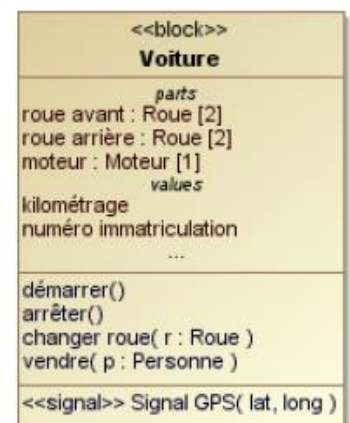 <<block>>
Voiture
parts
roue avant : Roue [2]
roue arrière : Roue [2]
moteur : Moteur [1]
values
kilométrage
numéro immatriculation
...
démarrer()
arrêter()
changer roue( r : Roue )
vendre( p : Personne )
<<signal>> Signal GPS( lat, long )